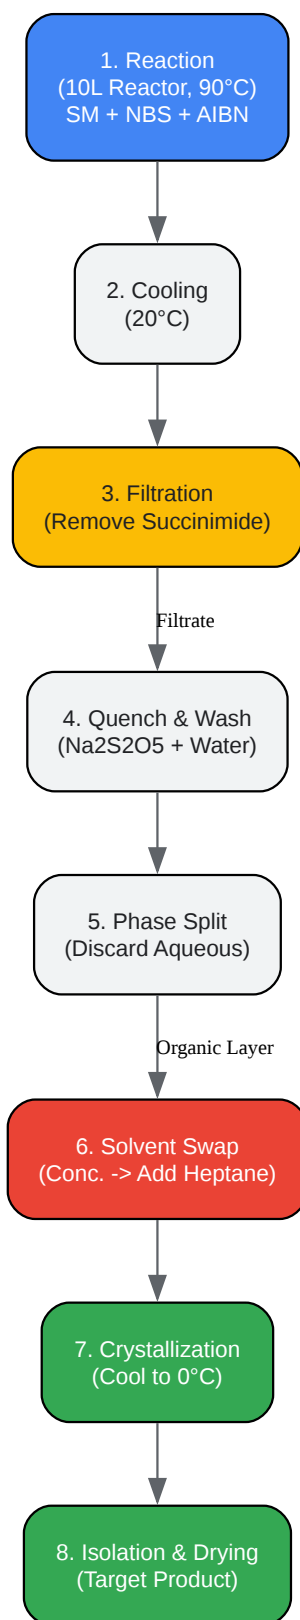 1. Reaction
(10L Reactor, 90°C)
SM + NBS + AIBN
2. Cooling
(20°C)
3. Filtration
(Remove Succinimide)
Filtrate
4. Quench & Wash
(Na2S2O5 + Water)
5. Phase Split
(Discard Aqueous)
Organic Layer
6. Solvent Swap
(Conc. -> Add Heptane)
7. Crystallization
(Cool to 0°C)
8. Isolation & Drying
(Target Product)